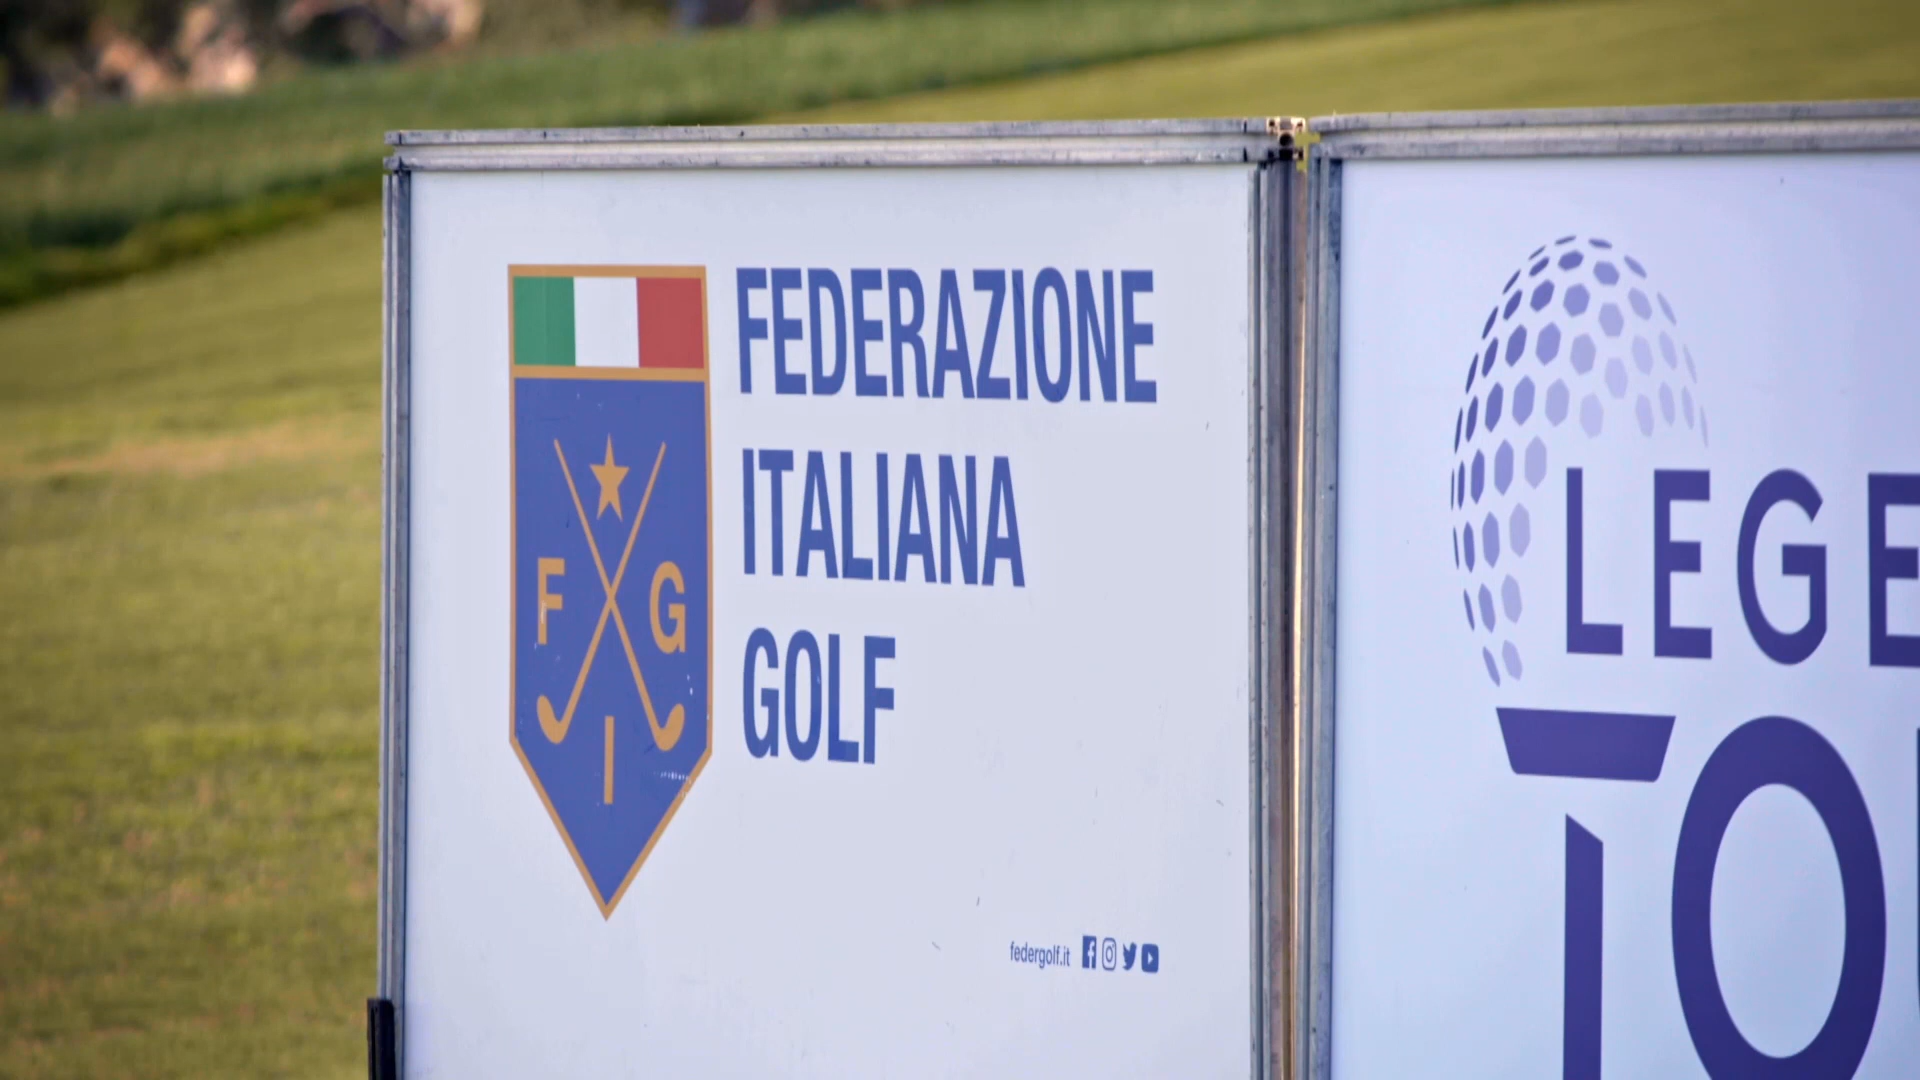 FEDERAZIONE
ITALIANA
GOLF
F G
I
federgolf.it
LEGE
TO